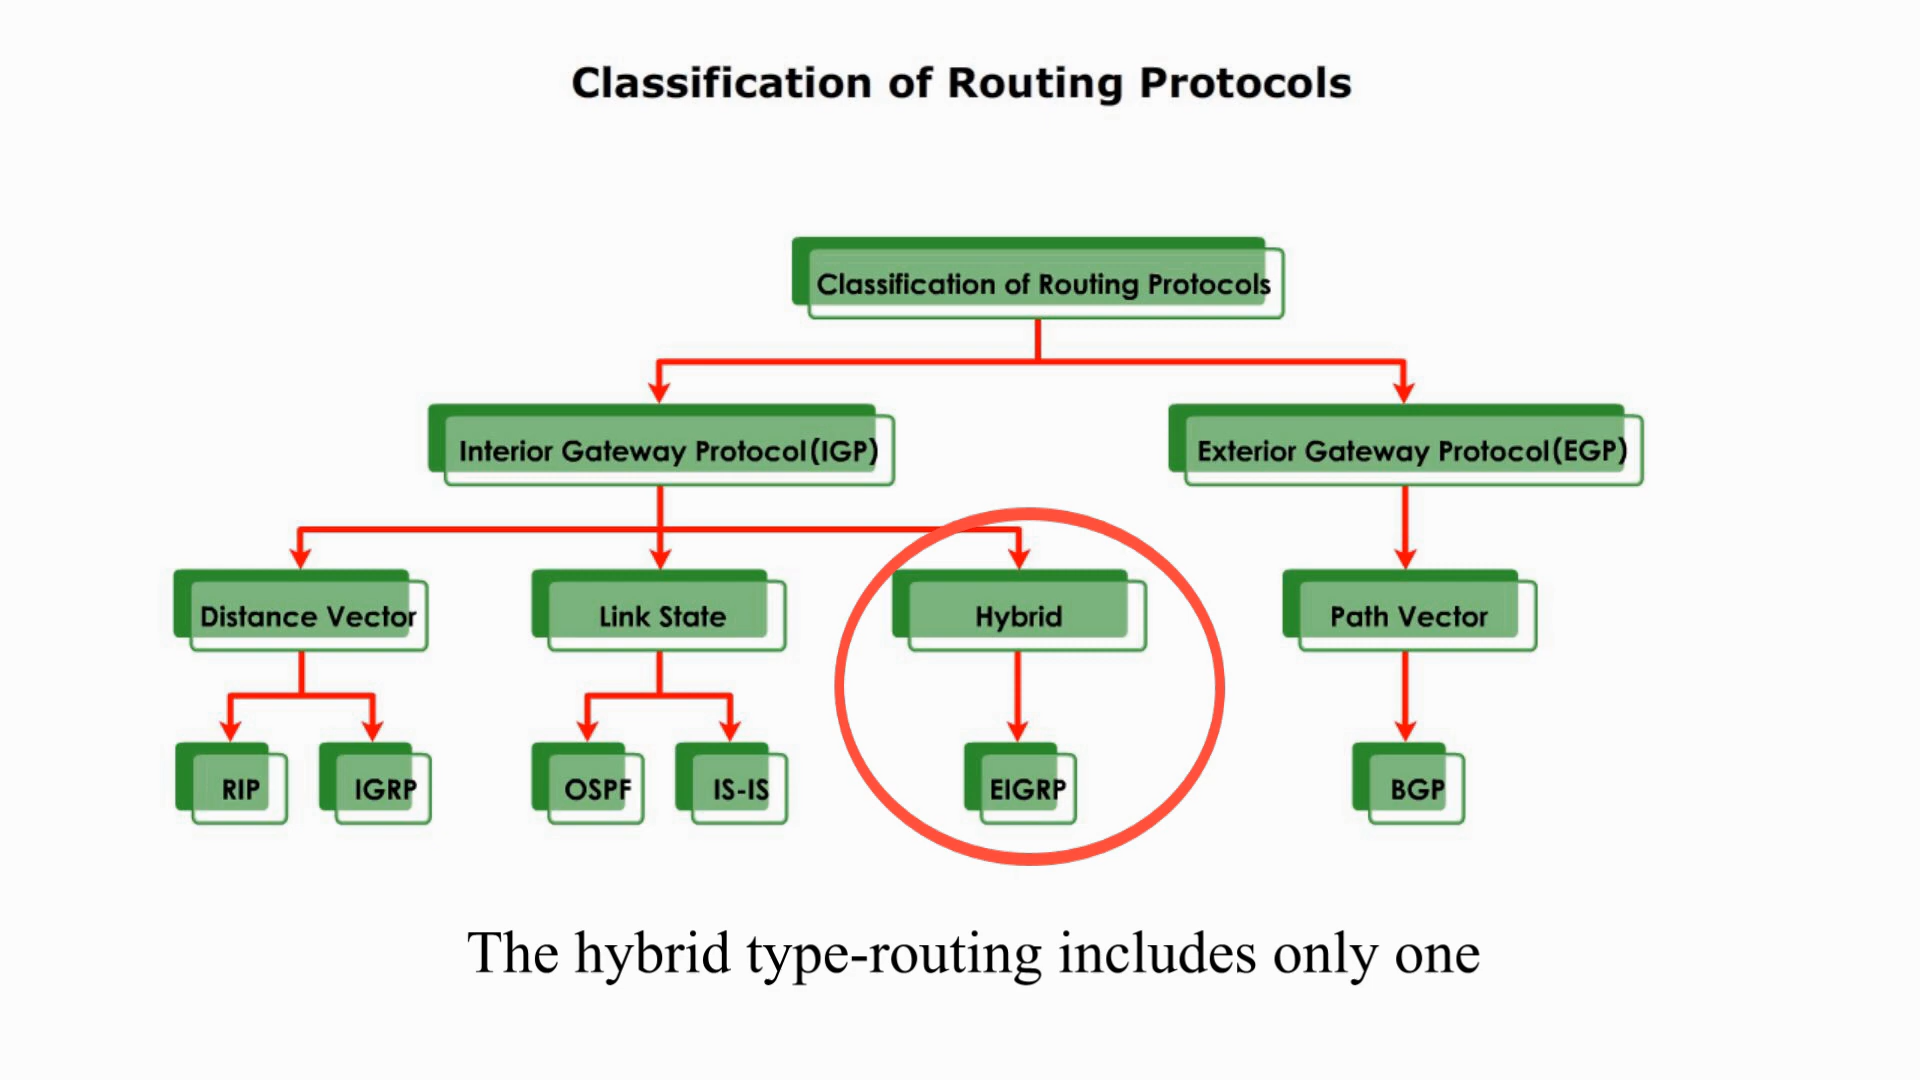 Classification of Routing Protocols
Classification of Routing Protocols
Interior Gateway Protocol(IGP)
Exterior Gateway Protocol(EGP)
Distance Vector
Link State
Hybrid
Path Vector
RIP
IGRP
OSPF
IS-IS
EIGRP
BGP
The hybrid type-routing includes only one